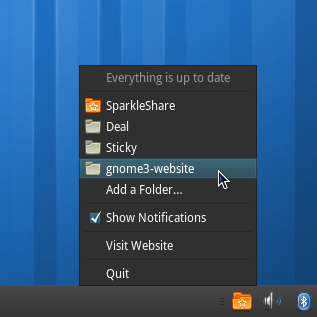 Everything is up to date
SparkleShare
Deal
Sticky
gnome3-website
Add a Folder...
Show Notifications
Visit Website
Quit